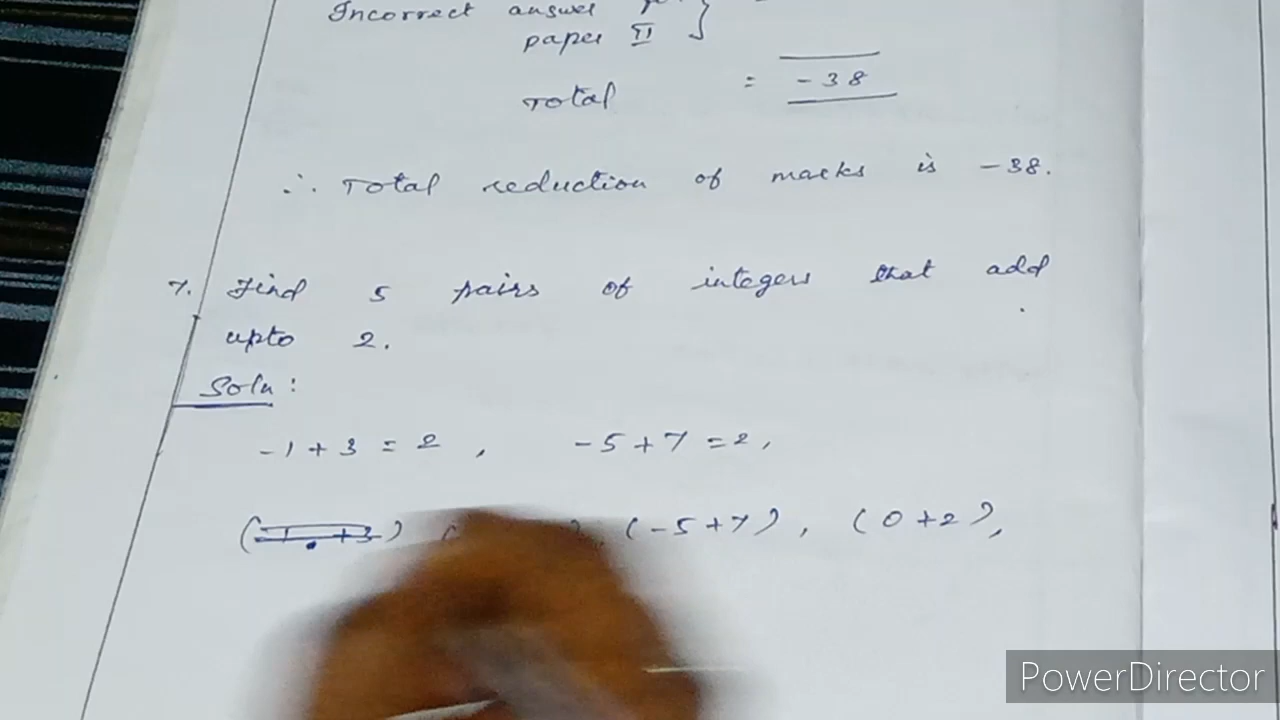 Incorrect answer
paper II }
Total = -38
∴ Total reduction of marks is -38.
7. Find 5 pairs of integers that add
upto 2.
Soln :
-1 + 3 = 2 , -5 + 7 = 2,
( ) ( ), (-5+7) , (0+2),
PowerDirector